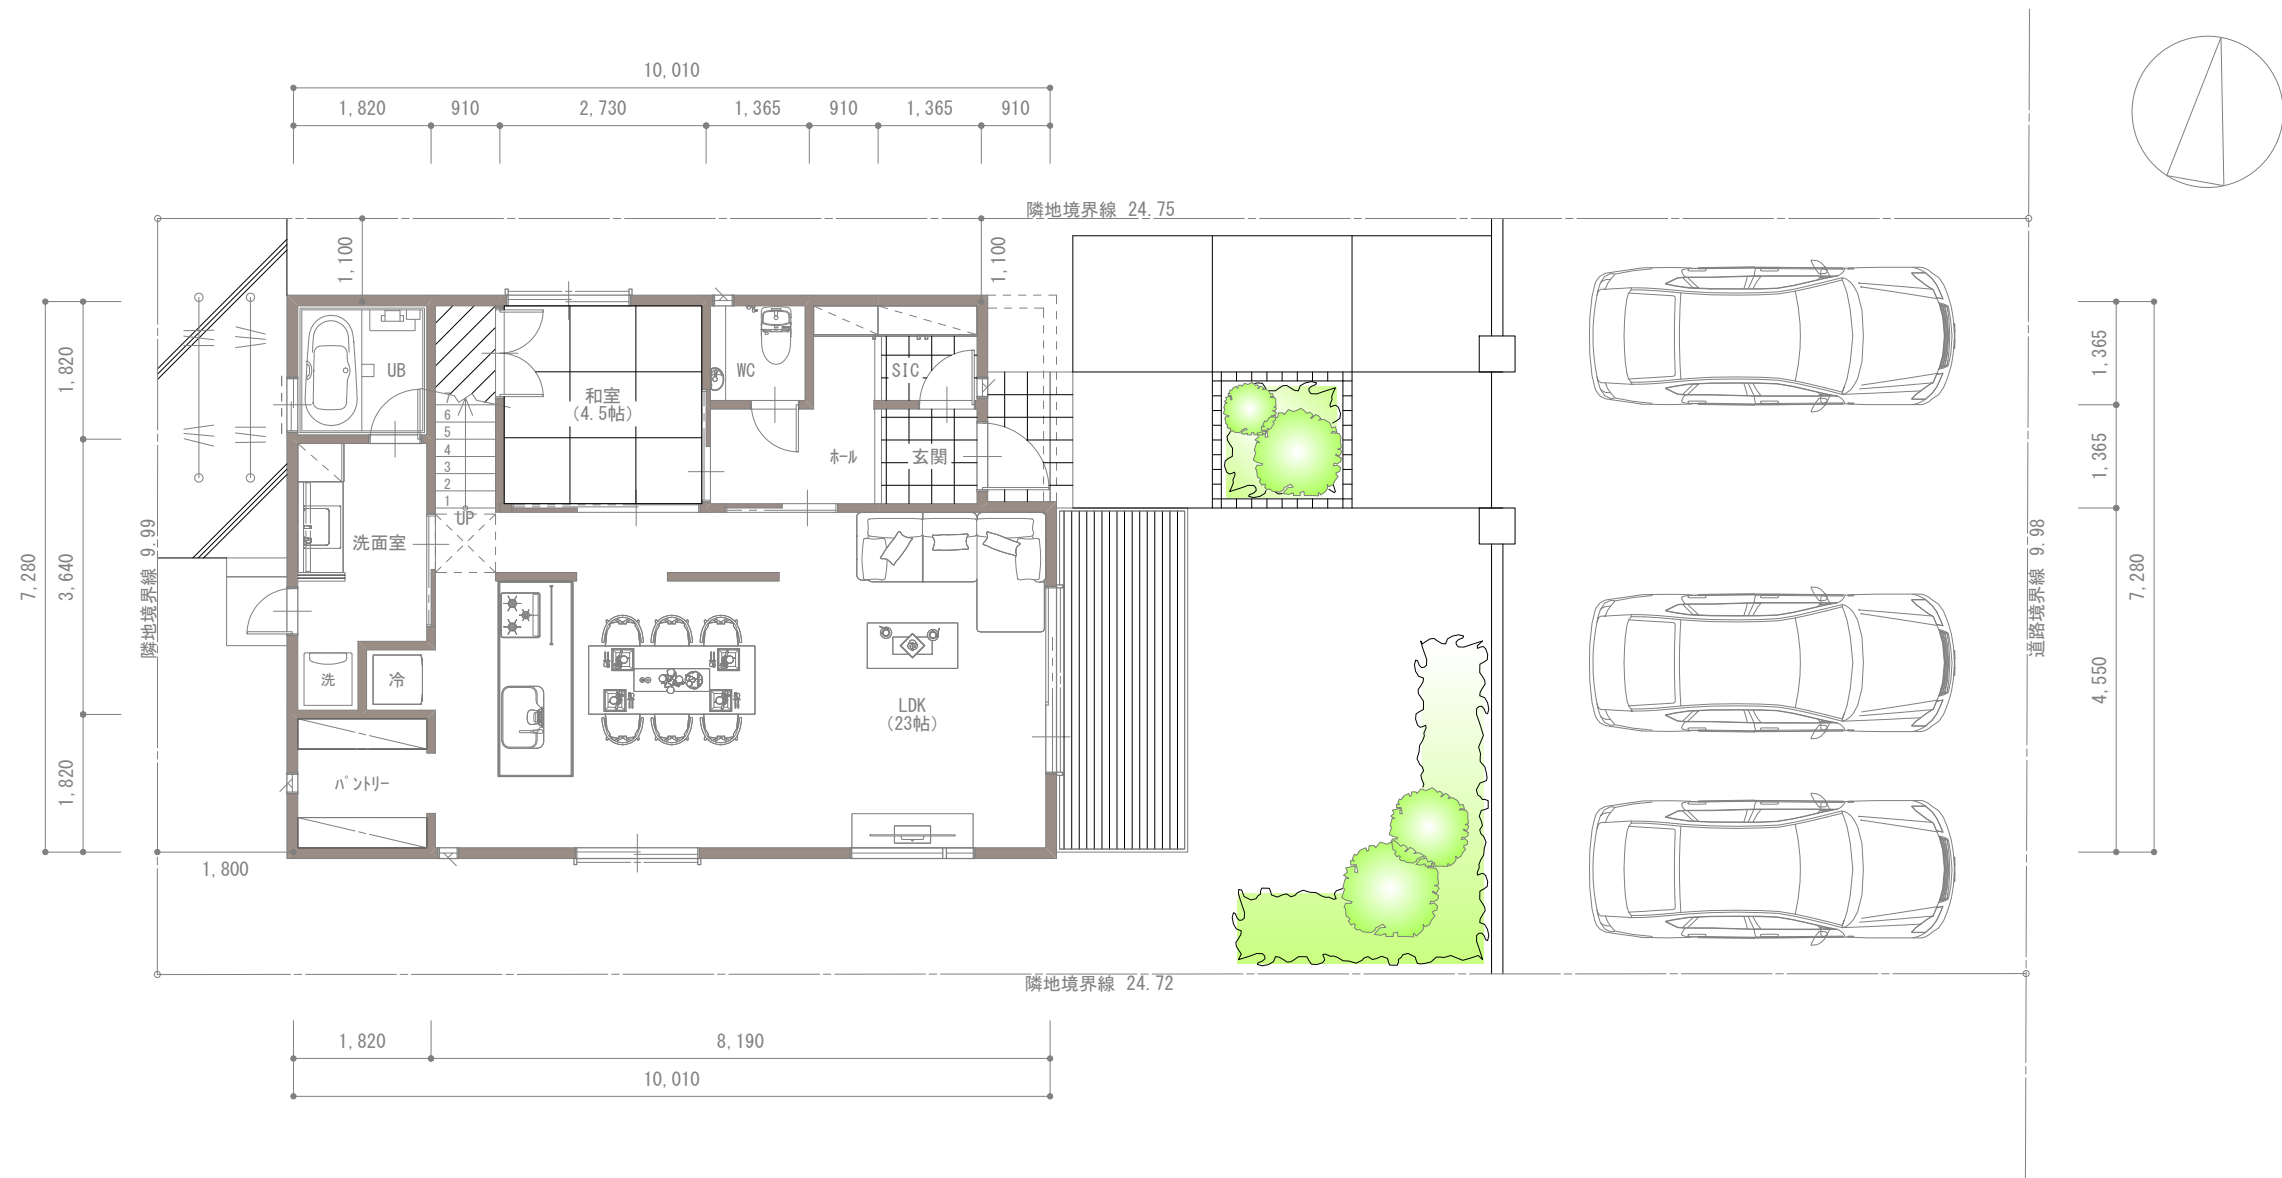 10,010
1,820
910
2,730
1,365
910
1,365
910
隣地境界線 24.75
1,100
1,100
UB
和室
(4.5帖)
WC
SIC
ホール
玄関
7
6
5
4
3
2
1
UP
洗面室
洗
冷
LDK
(23帖)
パントリー
1,820
3,640
1,820
7,280
隣地境界線 9.99
1,800
1,365
1,365
4,550
7,280
道路境界線 9.98
隣地境界線 24.72
1,820
8,190
10,010